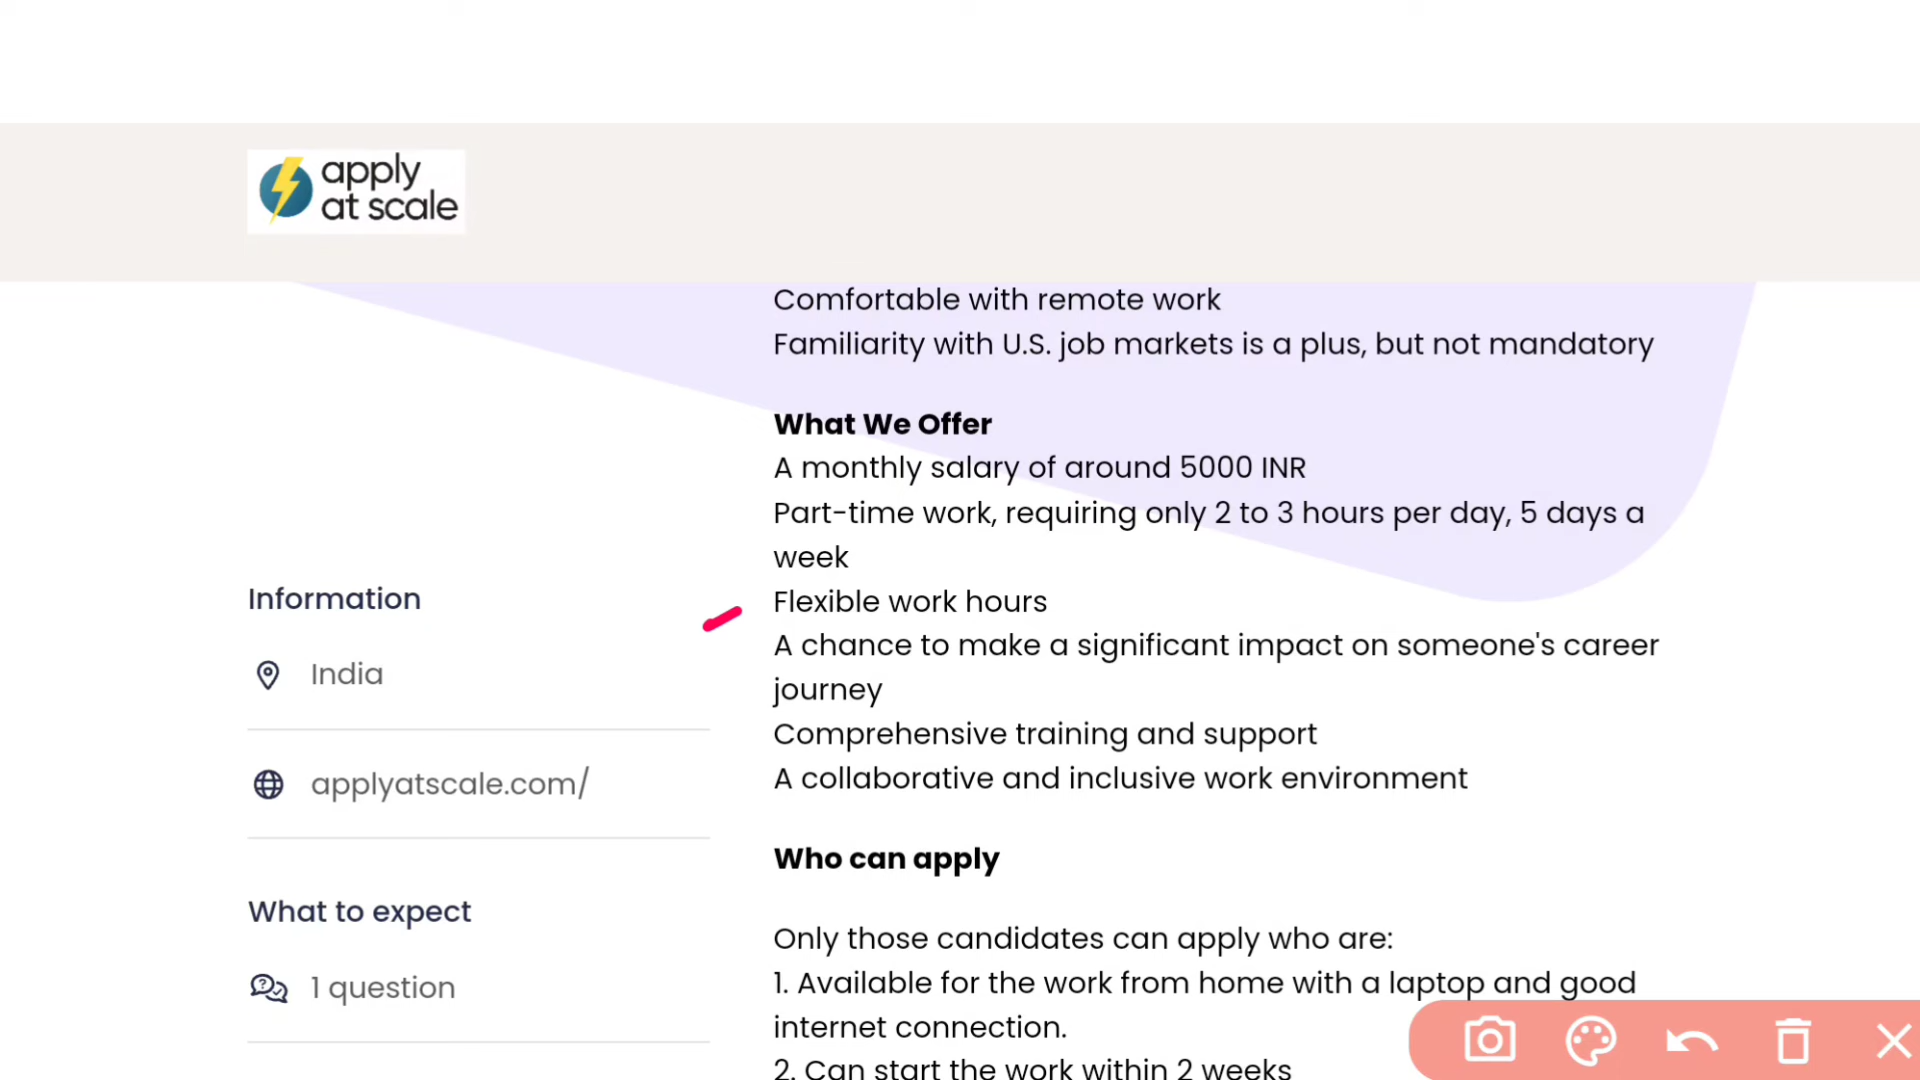 apply
at scale
Comfortable with remote work
Familiarity with U.S. job markets is a plus, but not mandatory
What We Offer
A monthly salary of around 5000 INR
Part-time work, requiring only 2 to 3 hours per day, 5 days a
week
Flexible work hours
A chance to make a significant impact on someone's career
journey
Comprehensive training and support
A collaborative and inclusive work environment
Who can apply
Only those candidates can apply who are:
1. Available for the work from home with a laptop and good
internet connection.
2. Can start the work within 2 weeks
Information
India
applyatscale.com/
What to expect
1 question